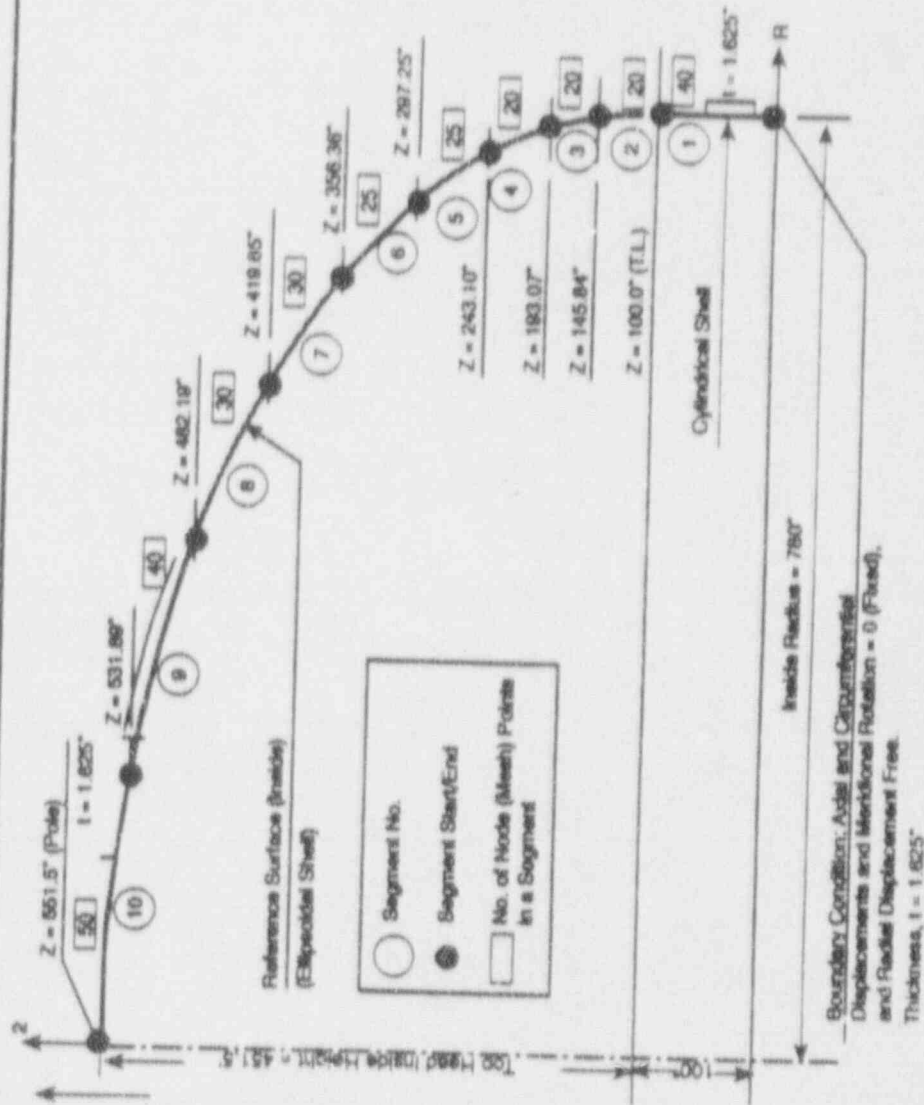 2
Z = 551.5" (Pole)
50
t = 1.625"
10
Z = 531.89"
40
9
Z = 482.19"
30
8
Z = 419.85"
30
7
Z = 356.36"
25
6
Z = 297.25"
25
5
20
4
Z = 243.10"
20
3
Z = 193.07"
Z = 145.84"
20
2
Z = 100.0" (T.L.)
40
1
t = 1.625"
R
Cylindrical Shell
Reference Surface (Inside)
(Ellipsoidal Shell)
Segment No.
Segment Start/End
No. of Node (Mesh) Points
in a Segment
Top Head Inside Height = 451.5"
100"
Inside Radius = 780"
Boundary Condition: Axial and Circumferential
Displacements and Meridional Rotation = 0 (Fixed),
and Radial Displacement Free.
Thickness, t = 1.625"